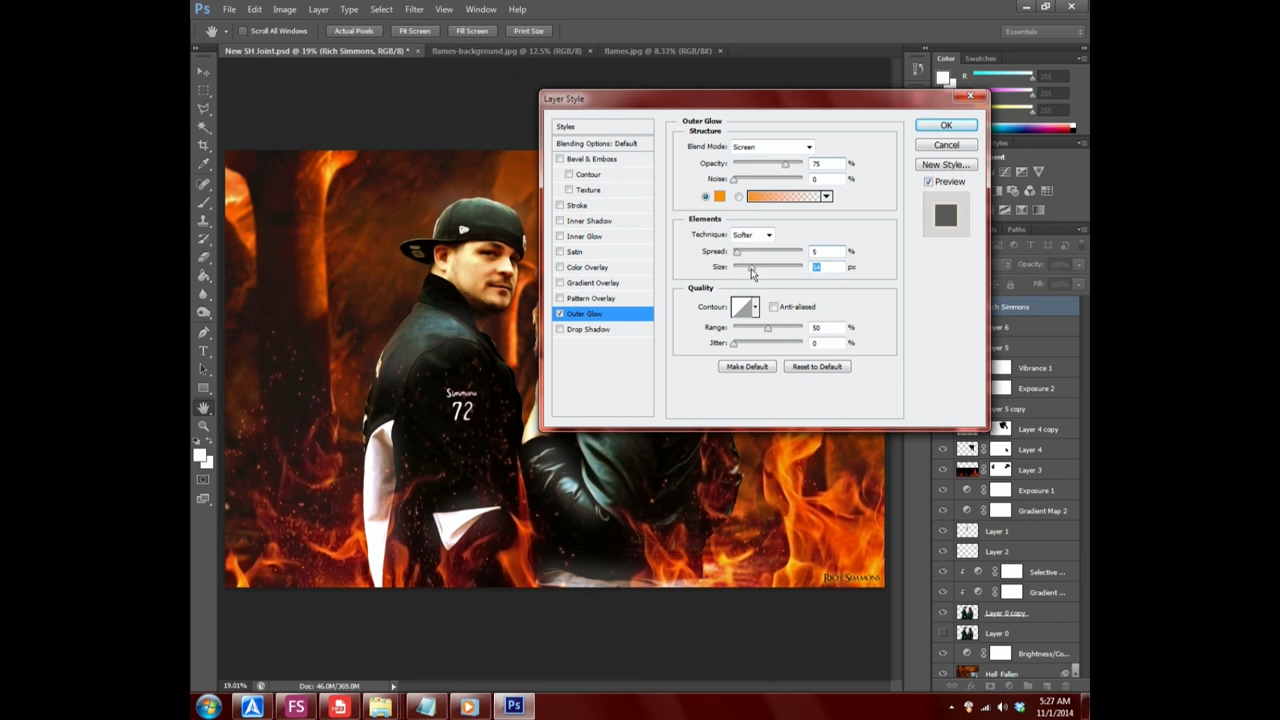 Ps File Edit Image Layer Type Select Filter View Window Help
Scroll All Windows Actual Pixels Fit Screen Fill Screen Print Size Essentials
New SH Joint.psd @ 19% (Rich Simmons, RGB/8) * × flames-background.jpg @ 12.5% (RGB/8) × flames.jpg @ 8.33% (RGB/8#) ×
Color Swatches
R 255
255
255
Layer Style
Styles
Blending Options: Default
Bevel & Emboss
Contour
Texture
Stroke
Inner Shadow
Inner Glow
Satin
Color Overlay
Gradient Overlay
Pattern Overlay
Outer Glow
Drop Shadow
Outer Glow
Structure
Blend Mode: Screen
Opacity: 75 %
Noise: 0 %
Elements
Technique: Softer
Spread: 5 %
Size: px
Quality
Contour: Anti-aliased
Range: 50 %
Jitter: 0 %
Make Default Reset to Default
OK
Cancel
New Style...
Preview
Paths
Opacity: 100%
Fill: 100%
Simmons
Vibrance 1
Exposure 2
Layer 4 copy
Layer 4
Layer 3
Exposure 1
Gradient Map 2
Layer 1
Layer 2
Selective ...
Gradient ...
Layer 0 copy
Layer 0
Brightness/Co...
Hell Fallen
Simmons
72
RICH SIMMONS
19.01% Doc: 46.0M/369.8M
FS Ps
5:27 AM
11/1/2014